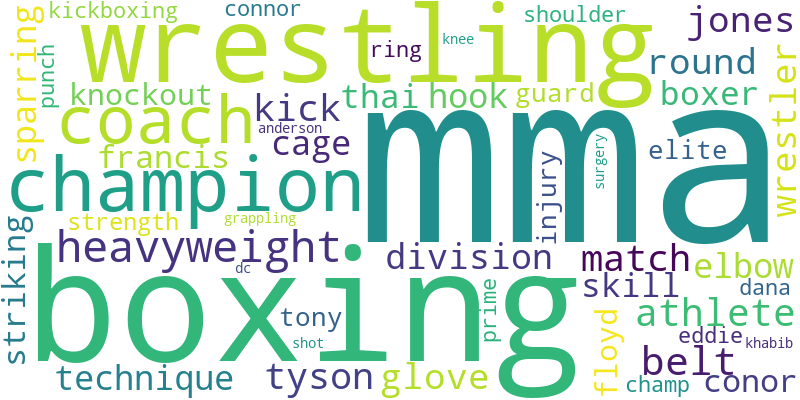 kickboxing connor shoulder jones
wrestling
sparring punch ring knee round wrestler
knockout kick thai hook guard boxer
coach anderson cage mma
francis injury surgery elite
champion
strength grappling
striking heavyweight division match elbow
boxing dc skill
tony prime dana athlete
shot floyd eddie khabib
technique tyson glove belt
champ conor